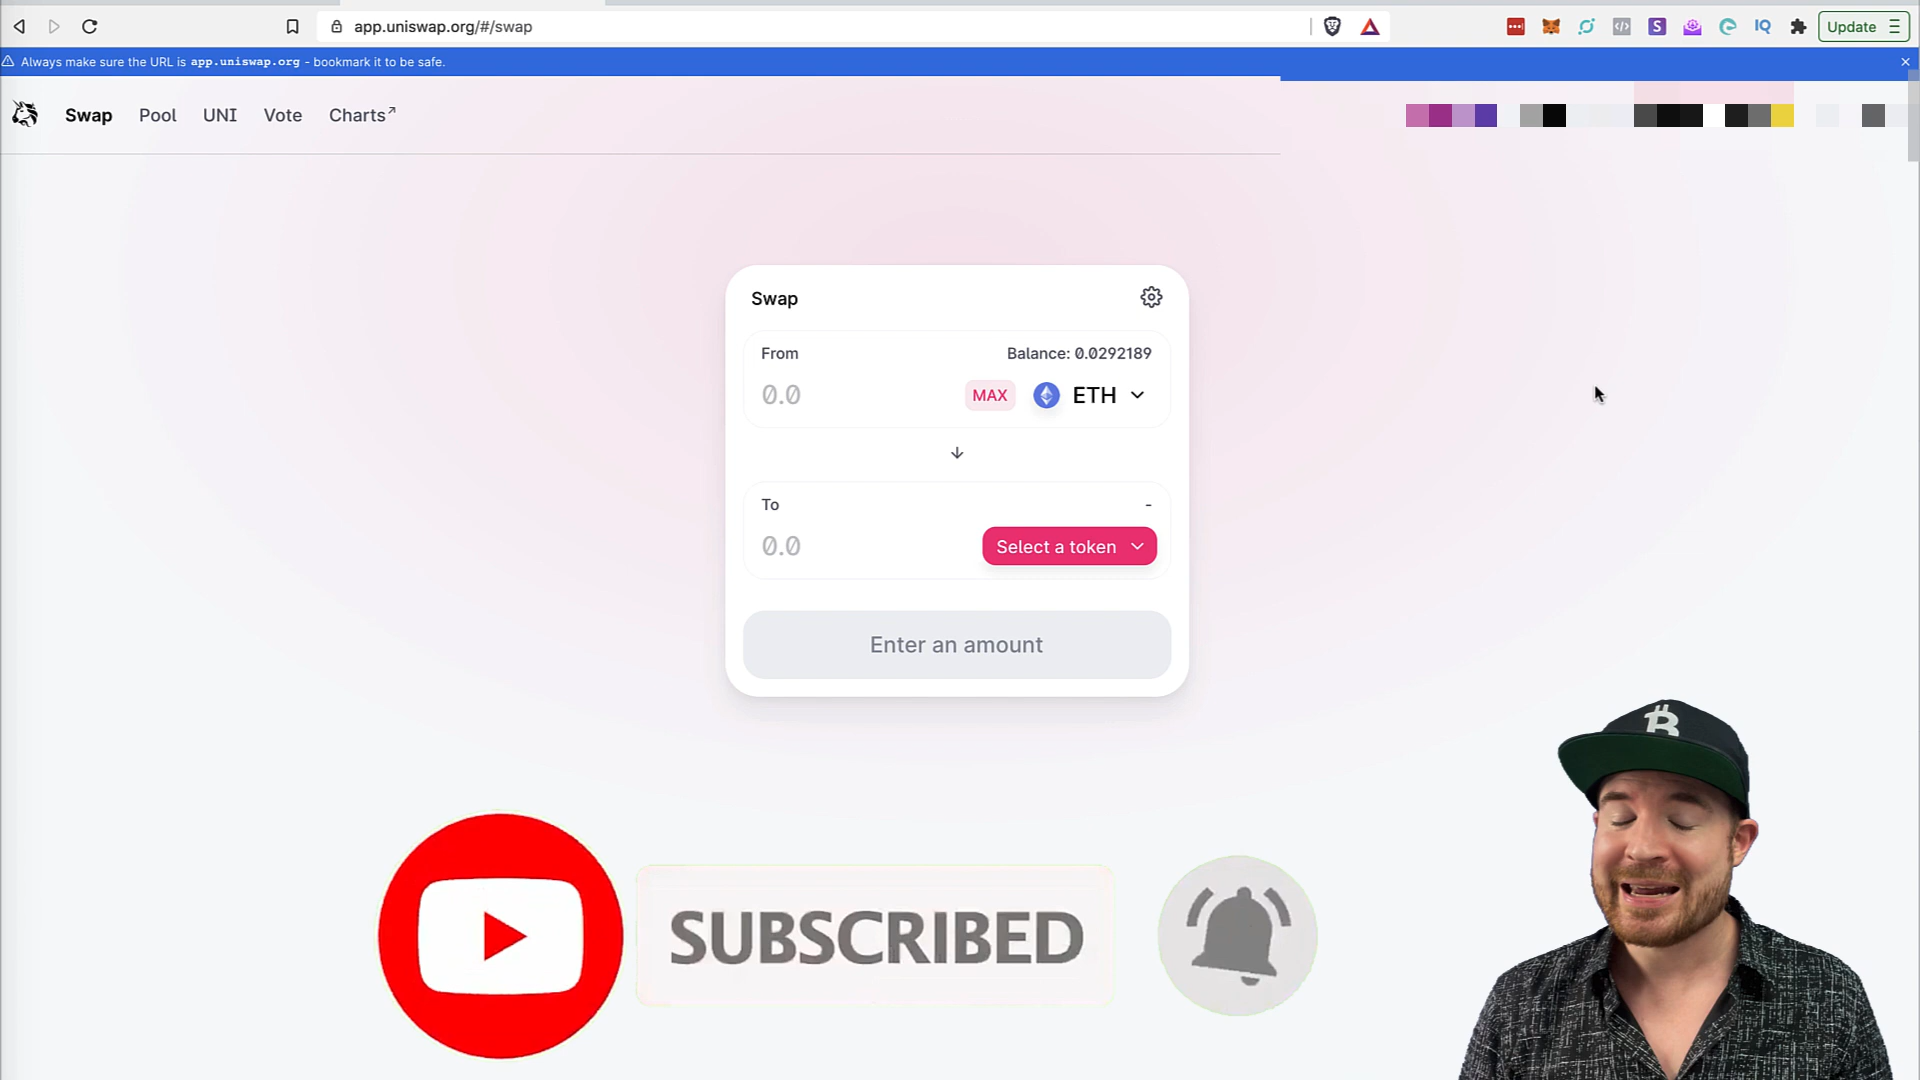 app.uniswap.org/#/swap
S
IQ
Update
Always make sure the URL is app.uniswap.org - bookmark it to be safe.
Swap
Pool
UNI
Vote
Charts↗
Swap
From
Balance: 0.0292189
0.0
MAX
ETH
To
-
0.0
Select a token
Enter an amount
B
SUBSCRIBED